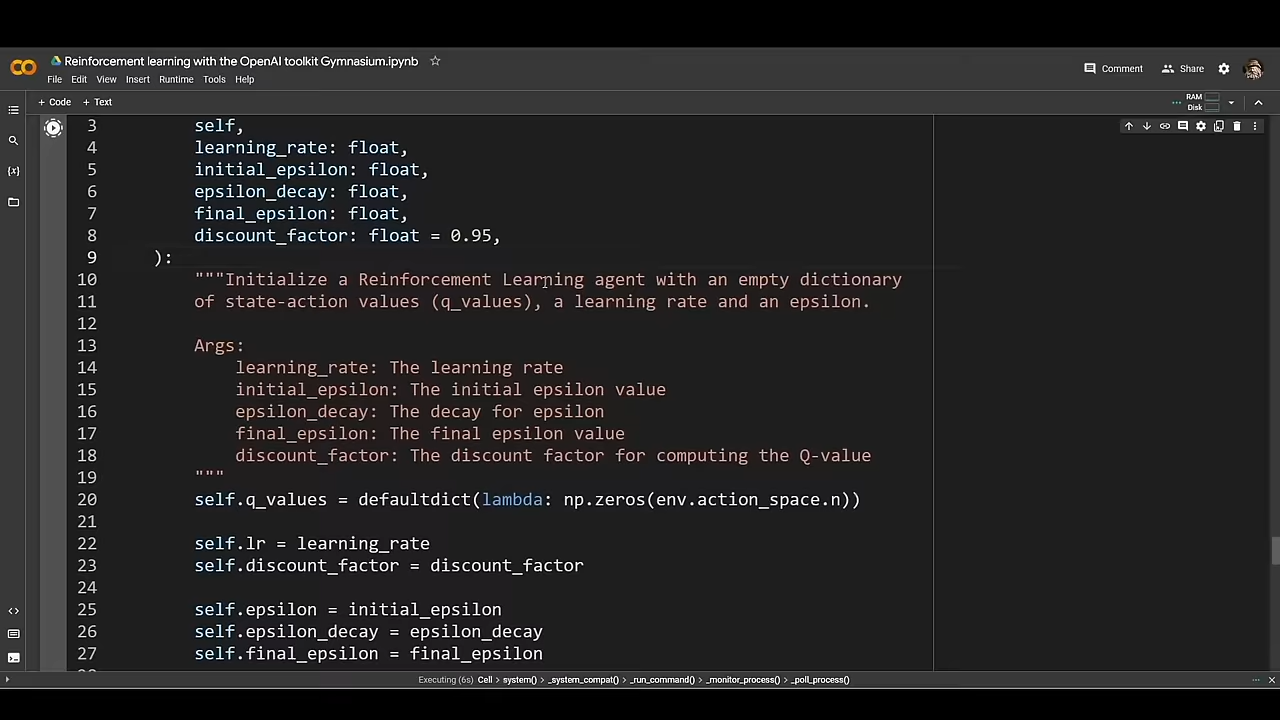 Reinforcement learning with the OpenAI toolkit Gymnasium.ipynb
File Edit View Insert Runtime Tools Help
Comment
Share
+ Code + Text
RAM
Disk
3 self,
4 learning_rate: float,
5 initial_epsilon: float,
6 epsilon_decay: float,
7 final_epsilon: float,
8 discount_factor: float = 0.95,
9 ):
10 """Initialize a Reinforcement Learning agent with an empty dictionary
11 of state-action values (q_values), a learning rate and an epsilon.
12
13 Args:
14 learning_rate: The learning rate
15 initial_epsilon: The initial epsilon value
16 epsilon_decay: The decay for epsilon
17 final_epsilon: The final epsilon value
18 discount_factor: The discount factor for computing the Q-value
19 """
20 self.q_values = defaultdict(lambda: np.zeros(env.action_space.n))
21
22 self.lr = learning_rate
23 self.discount_factor = discount_factor
24
25 self.epsilon = initial_epsilon
26 self.epsilon_decay = epsilon_decay
27 self.final_epsilon = final_epsilon
Executing (6s) Cell > system() > _system_compat() > _run_command() > _monitor_process() > _poll_process()